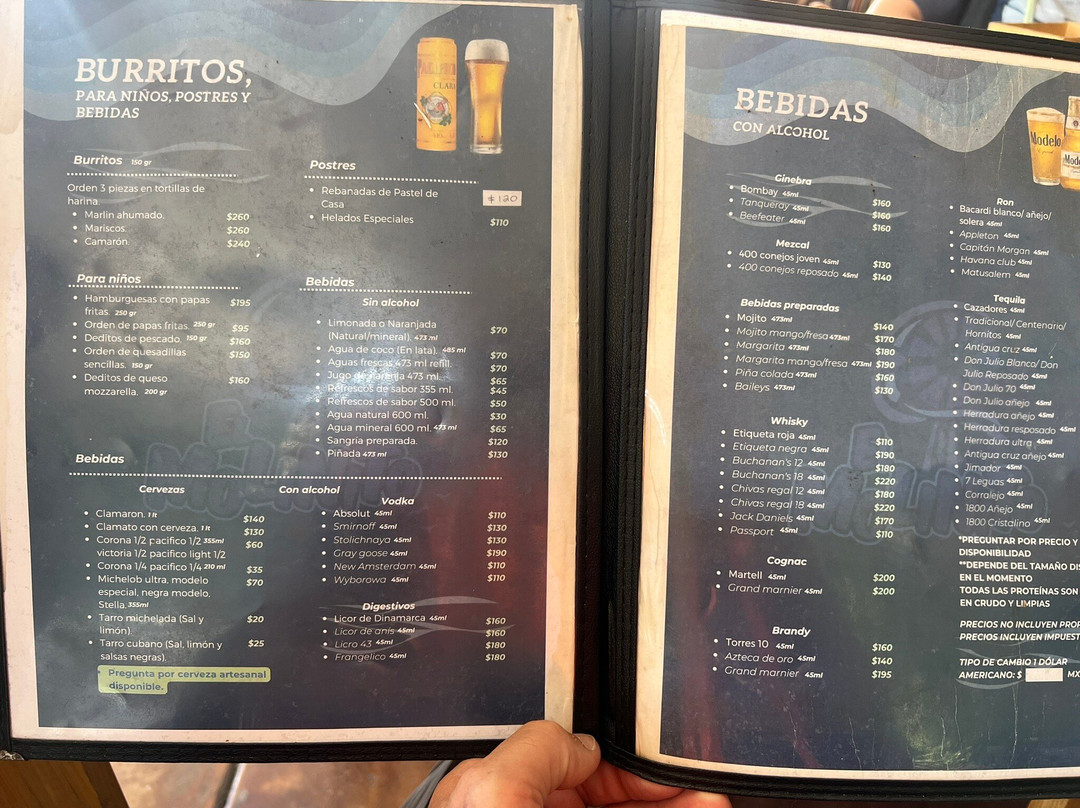 BURRITOS,
PARA NIÑOS, POSTRES Y
BEBIDAS
Burritos 150 gr
Orden 3 piezas en tortillas de
harina.
Marlin ahumado. $260
Mariscos. $260
Camarón. $240
Para niños
Hamburguesas con papas $195
fritas. 250 gr
Orden de papas fritas. 250 gr $95
Deditos de pescado. 150 gr $160
Orden de quesadillas $150
sencillas. 150 gr
Deditos de queso $160
mozzarella. 200 gr
Postres
Rebanadas de Pastel de $120
Casa
Helados Especiales $110
Bebidas
Sin alcohol
Limonada o Naranjada $70
(Natural/mineral). 473 ml
Agua de coco (En lata). 485 ml $70
Aguas frescas 473 ml refill. $70
Jugo de naranja 473 ml. $65
Refrescos de sabor 355 ml. $45
Refrescos de sabor 500 ml. $50
Agua natural 600 ml. $30
Agua mineral 600 ml. 473 ml $65
Sangría preparada. $120
Piñada 473 ml $130
Bebidas
Cervezas
Con alcohol
Clamaron. 1 lt $140
Clamato con cerveza. 1 lt $130
Corona 1/2 pacifico 1/2 355ml $60
victoria 1/2 pacifico light 1/2
Corona 1/4 pacifico 1/4 210 ml $35
Michelob ultra, modelo $70
especial, negra modelo,
Stella. 355ml
Tarro michelada (Sal y $20
limón).
Tarro cubano (Sal, limón y $25
salsas negras).
Pregunta por cerveza artesanal
disponible.
Vodka
Absolut 45ml $110
Smirnoff 45ml $130
Stolichnaya 45ml $130
Gray goose 45ml $190
New Amsterdam 45ml $110
Wyborowa 45ml $110
Digestivos
Licor de Dinamarca 45ml $160
Licor de anis 45ml $160
Licro 43 45ml $180
Frangelico 45ml $180
BEBIDAS
CON ALCOHOL
Modelo
Ginebra
Bombay 45ml $160
Tanqueray 45ml $160
Beefeater 45ml $160
Mezcal
400 conejos joven 45ml $130
400 conejos reposado 45ml $140
Bebidas preparadas
Mojito 473ml $140
Mojito mango/fresa 473ml $170
Margarita 473ml $180
Margarita mango/fresa 473ml $190
Piña colada 473ml $160
Baileys 473ml $130
Whisky
Etiqueta roja 45ml $110
Etiqueta negra 45ml $190
Buchanan's 12 45ml $180
Buchanan's 18 45ml $220
Chivas regal 12 45ml $180
Chivas regal 18 45ml $220
Jack Daniels 45ml $170
Passport 45ml $110
Cognac
Martell 45ml $200
Grand marnier 45ml $200
Brandy
Torres 10 45ml $160
Azteca de oro 45ml $140
Grand marnier 45ml $195
Ron
Bacardi blanco/ añejo/
solera 45ml
Appleton 45ml
Capitán Morgan 45ml
Havana club 45ml
Matusalem 45ml
Tequila
Cazadores 45ml
Tradicional/ Centenario/
Hornitos 45ml
Antigua cruz 45ml
Don Julio Blanco/ Don
Julio Reposado 45ml
Don Julio 70 45ml
Don Julio añejo 45ml
Herradura añejo 45ml
Herradura resposado 45ml
Herradura ultra 45ml
Antigua cruz añejo 45ml
Jimador 45ml
7 Leguas 45ml
Corralejo 45ml
1800 Añejo 45ml
1800 Cristalino 45ml
*PREGUNTAR POR PRECIO Y
DISPONIBILIDAD
**DEPENDE DEL TAMAÑO DIS
EN EL MOMENTO
TODAS LAS PROTEÍNAS SON
EN CRUDO Y LIMPIAS
PRECIOS NO INCLUYEN PROP
PRECIOS INCLUYEN IMPUEST
TIPO DE CAMBIO 1 DÓLAR
AMERICANO: $ MX